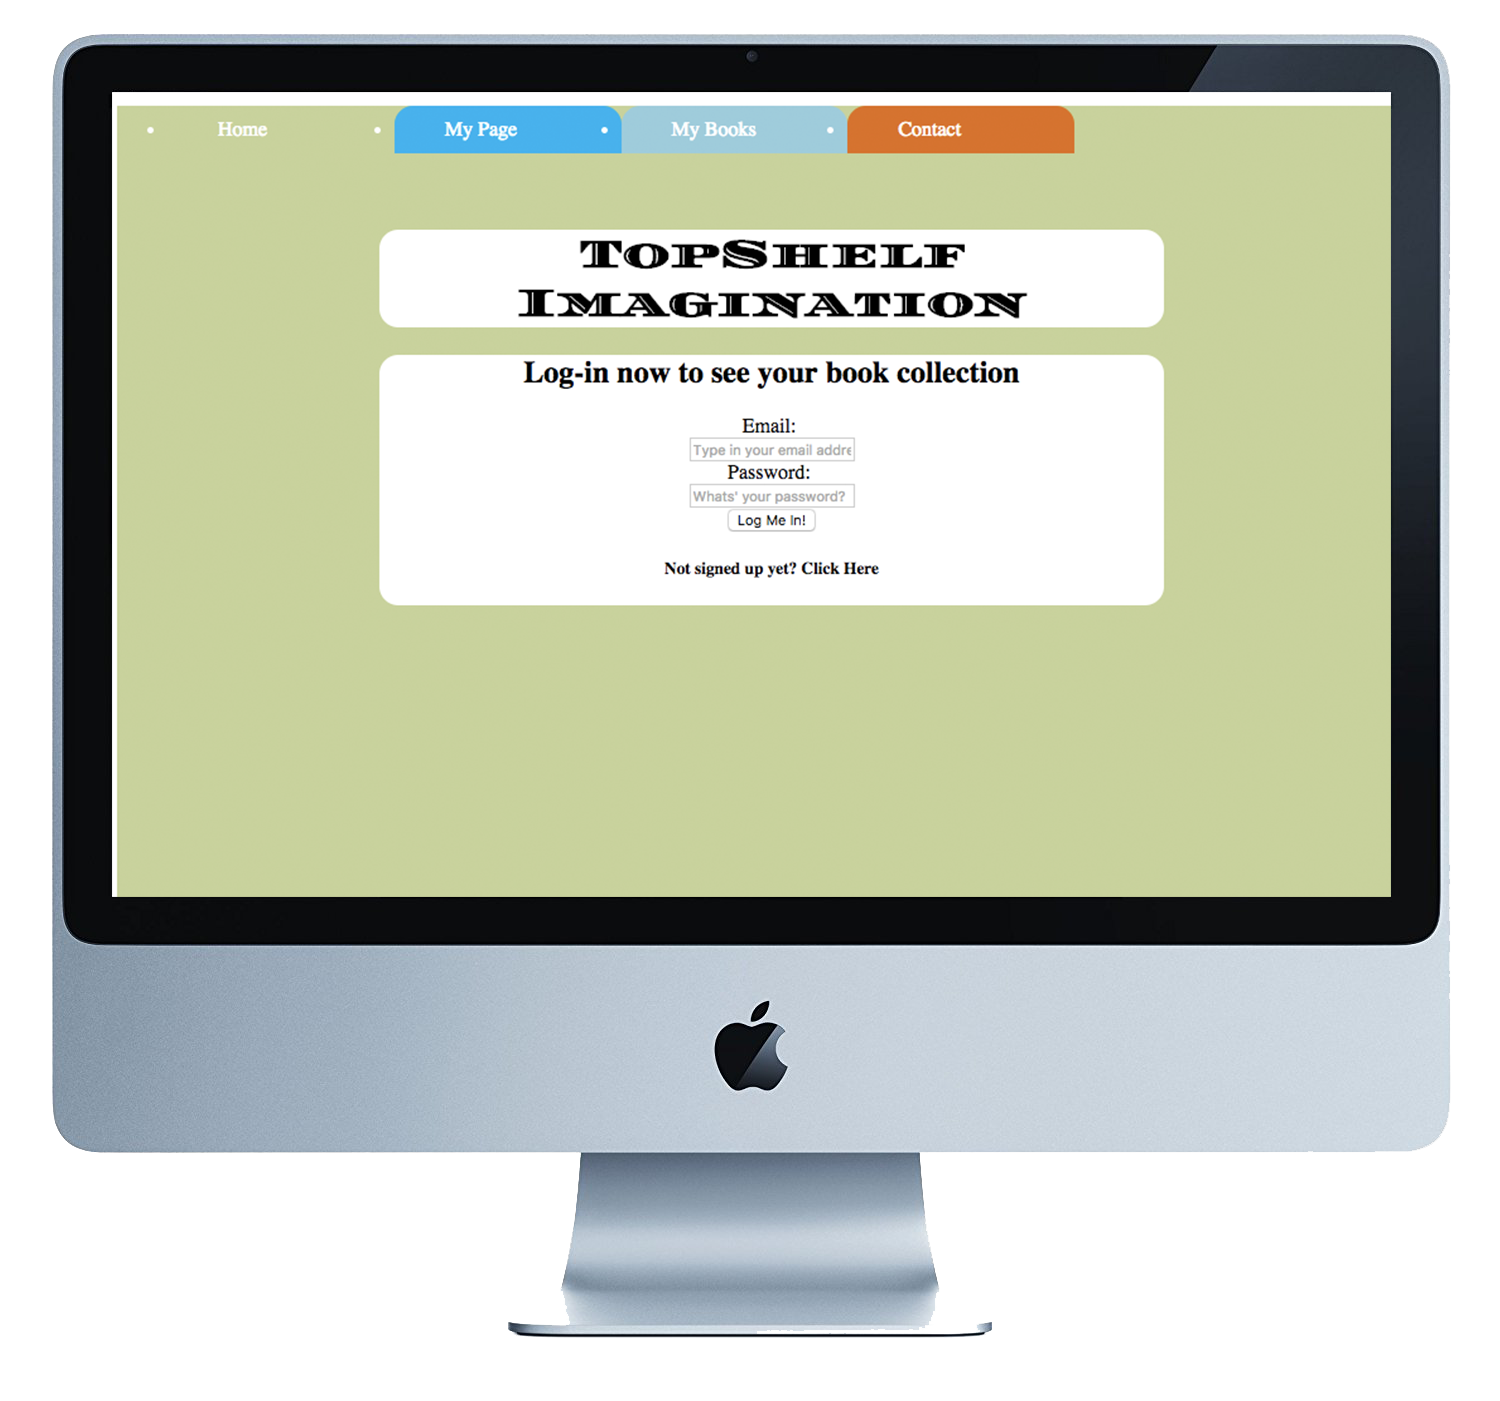 Home My Page My Books Contact
TopShelf
Imagination
Log-in now to see your book collection
Email:
Type in your email addre
Password:
Whats' your password?
Log Me In!
Not signed up yet? Click Here